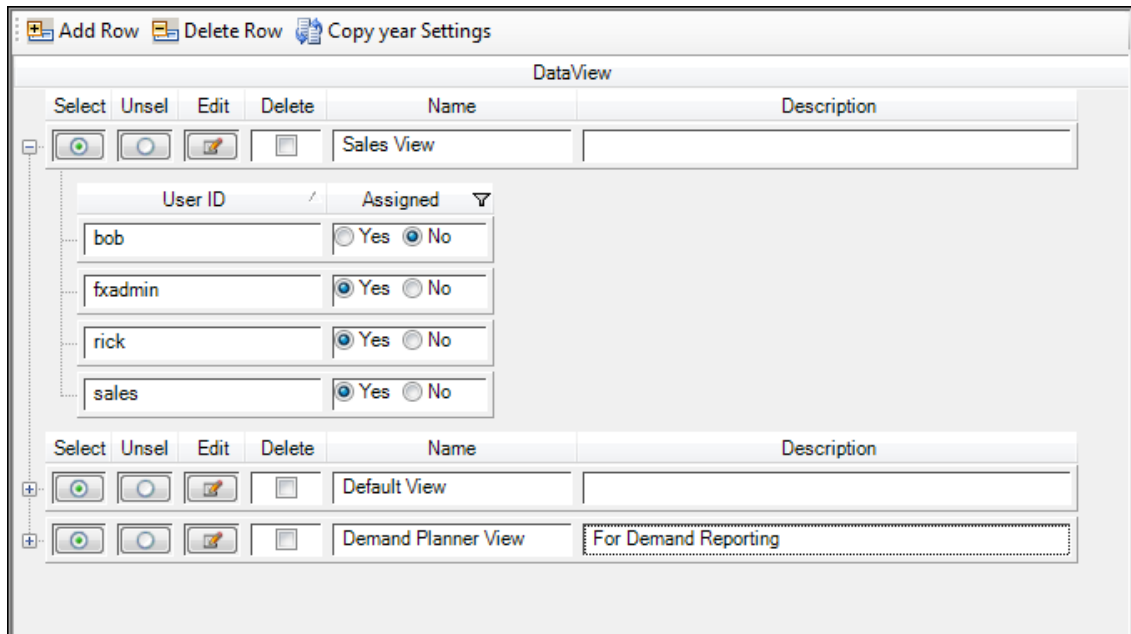 Add Row Delete Row Copy year Settings
DataView
Select Unsel Edit Delete Name Description
Sales View
User ID Assigned
bob Yes No
fxadmin Yes No
rick Yes No
sales Yes No
Select Unsel Edit Delete Name Description
Default View
Demand Planner View For Demand Reporting